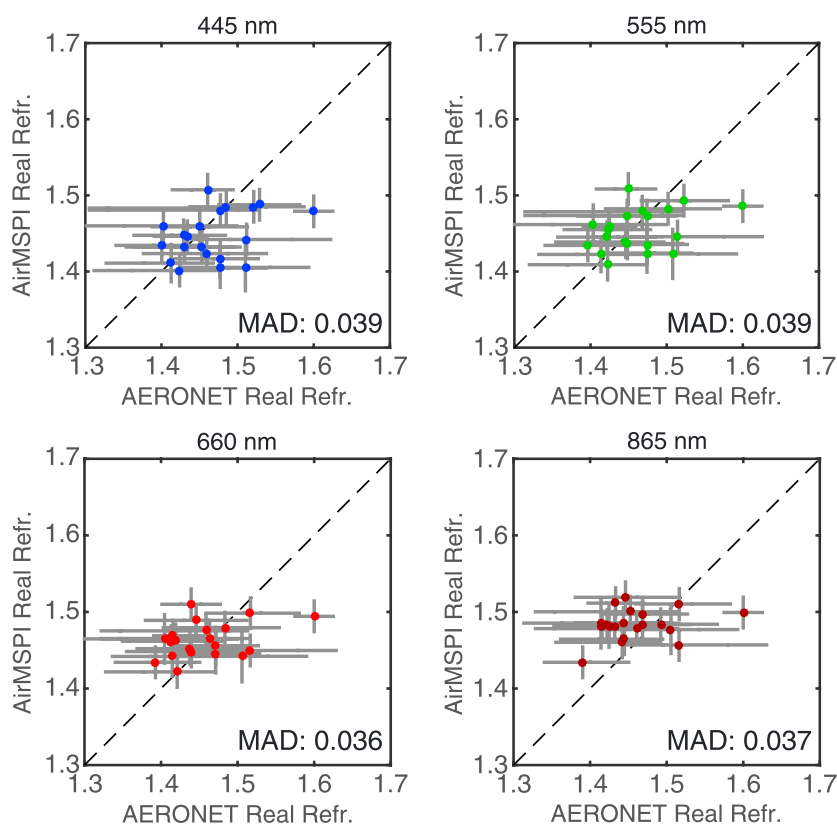 445 nm
1.7
1.6
1.5
1.4
1.3
AirMSPI Real Refr.
MAD: 0.039
1.3 1.4 1.5 1.6 1.7
AERONET Real Refr.
555 nm
1.7
1.6
1.5
1.4
1.3
AirMSPI Real Refr.
MAD: 0.039
1.3 1.4 1.5 1.6 1.7
AERONET Real Refr.
660 nm
1.7
1.6
1.5
1.4
1.3
AirMSPI Real Refr.
MAD: 0.036
1.3 1.4 1.5 1.6 1.7
AERONET Real Refr.
865 nm
1.7
1.6
1.5
1.4
1.3
AirMSPI Real Refr.
MAD: 0.037
1.3 1.4 1.5 1.6 1.7
AERONET Real Refr.